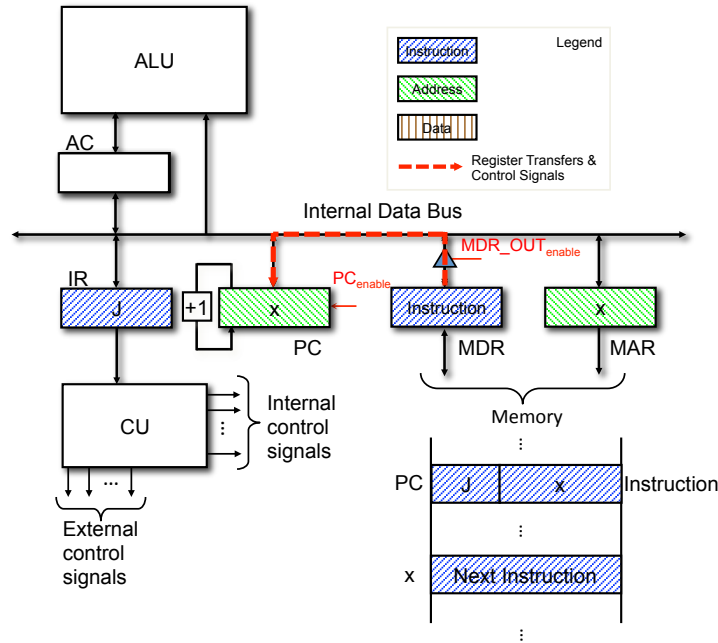 ALU
Legend
Instruction
Address
Data
Register Transfers &
Control Signals
AC
Internal Data Bus
MDR_OUTenable
PCenable
IR
J
+1
x
Instruction
x
PC
MDR
MAR
CU
...
...
Internal
control
signals
External
control
signals
Memory
...
PC
J
x
Instruction
...
x
Next Instruction
...